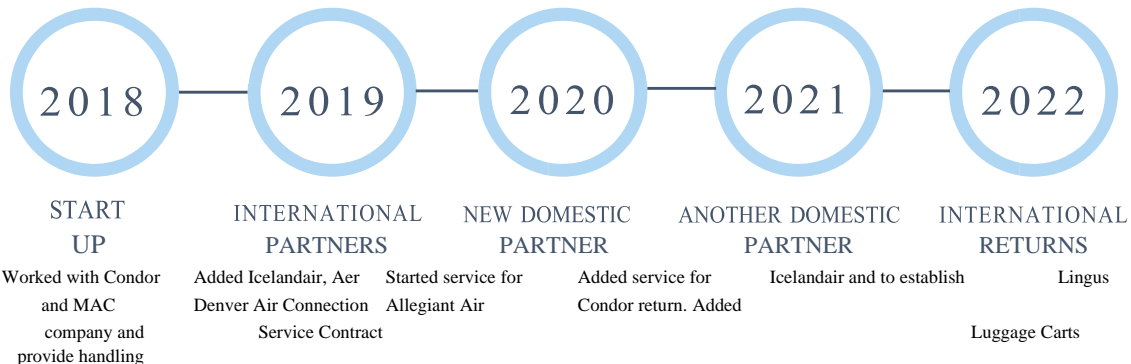 2018
2019
2020
2021
2022
START
UP
INTERNATIONAL
PARTNERS
NEW DOMESTIC
PARTNER
ANOTHER DOMESTIC
PARTNER
INTERNATIONAL
RETURNS
Worked with Condor
and MAC
company and
provide handling
Added Icelandair, Aer
Denver Air Connection
Service Contract
Started service for
Allegiant Air
Added service for
Condor return. Added
Icelandair and to establish
Lingus
Luggage Carts